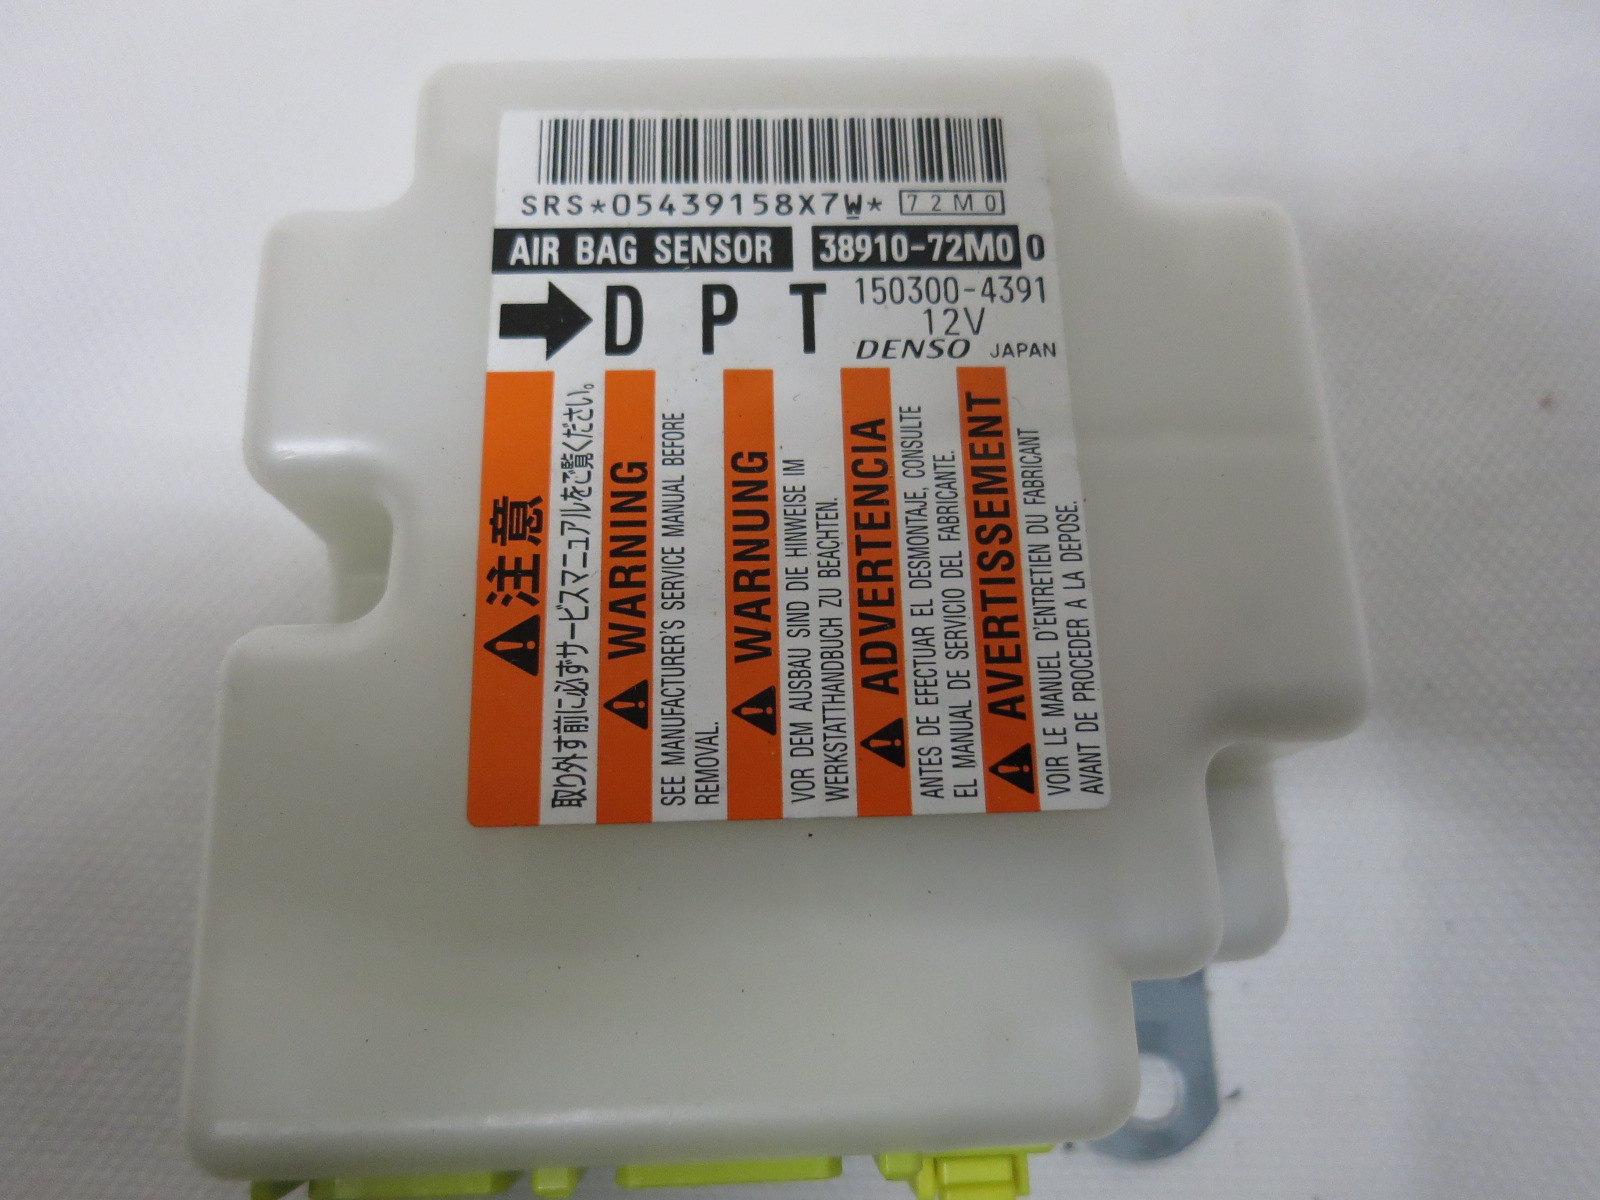 SRS*05439158X7W* 72M0
AIR BAG SENSOR 38910-72M0 0
D P T 150300-4391
12V
DENSO JAPAN
注意
取り外す前に必ずサービスマニュアルをご覧ください。
WARNING
SEE MANUFACTURER'S SERVICE MANUAL BEFORE
REMOVAL.
WARNUNG
VOR DEM AUSBAU SIND DIE HINWEISE IM
WERKSTATTHANDBUCH ZU BEACHTEN.
ADVERTENCIA
ANTES DE EFECTUAR EL DESMONTAJE, CONSULTE
EL MANUAL DE SERVICIO DEL FABRICANTE.
AVERTISSEMENT
VOIR LE MANUEL D'ENTRETIEN DU FABRICANT
AVANT DE PROCEDER A LA DEPOSE.